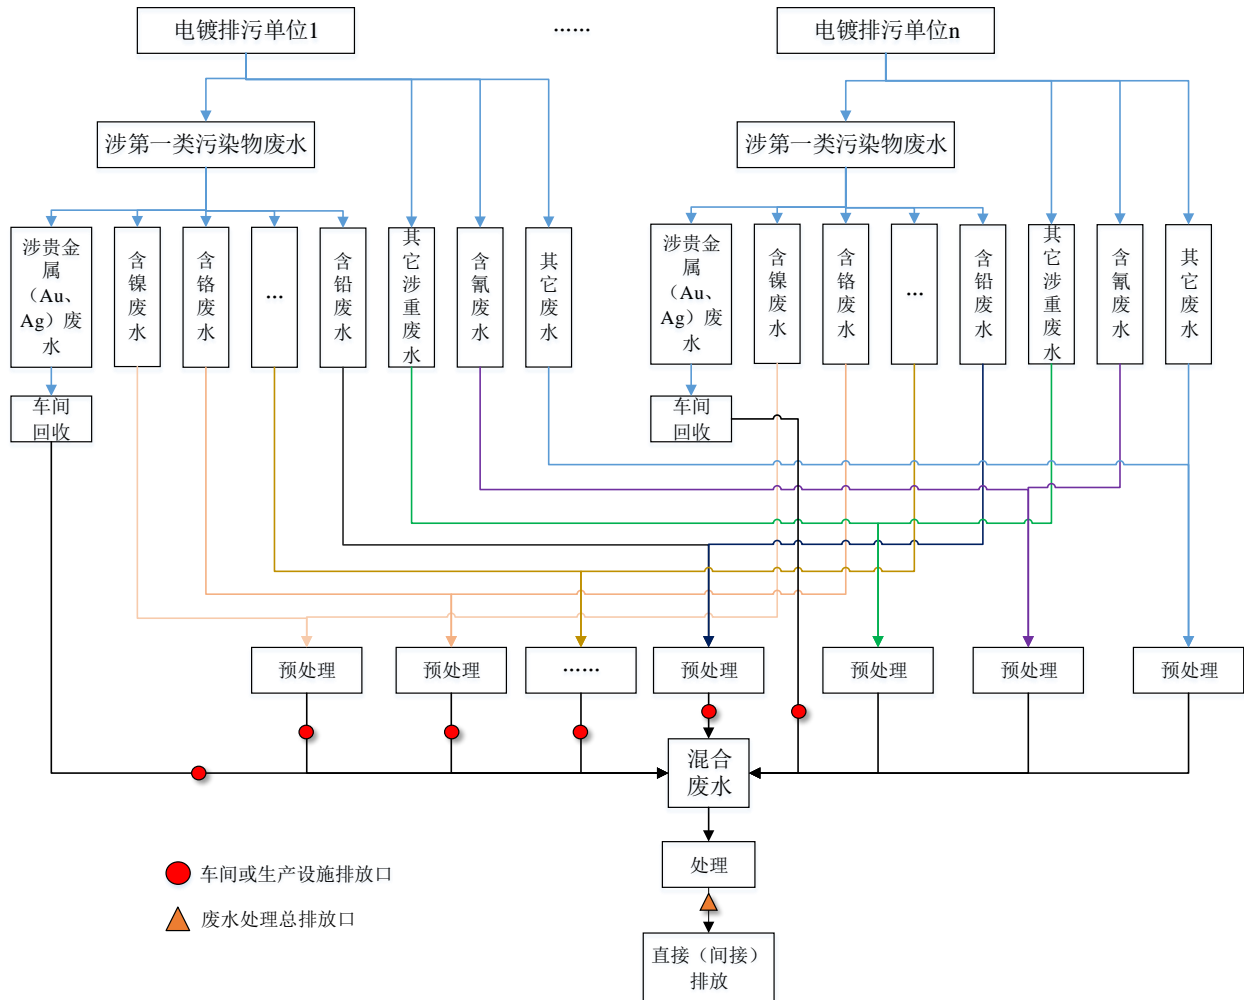 电镀排污单位1
……
电镀排污单位n
涉第一类污染物废水
涉第一类污染物废水
涉贵金
属
（Au、
Ag）废
水
含镍废水
含铬废水
…
含铅废水
其它涉重废水
含氰废水
其它废水
涉贵金
属
（Au、
Ag）废
水
含镍废水
含铬废水
…
含铅废水
其它涉重废水
含氰废水
其它废水
车间
回收
车间
回收
预处理
预处理
……
预处理
预处理
预处理
预处理
混合
废水
处理
车间或生产设施排放口
废水处理总排放口
直接（间接）
排放